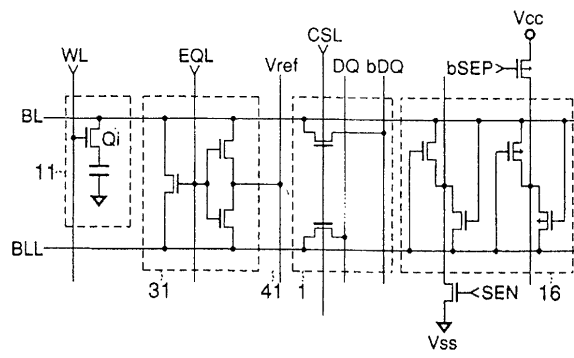 Vcc
CSL
WL
EQL
Vref
DQ bDQ
bSEP
BL
Qi
11
BLL
31
41
1
SEN
16
Vss